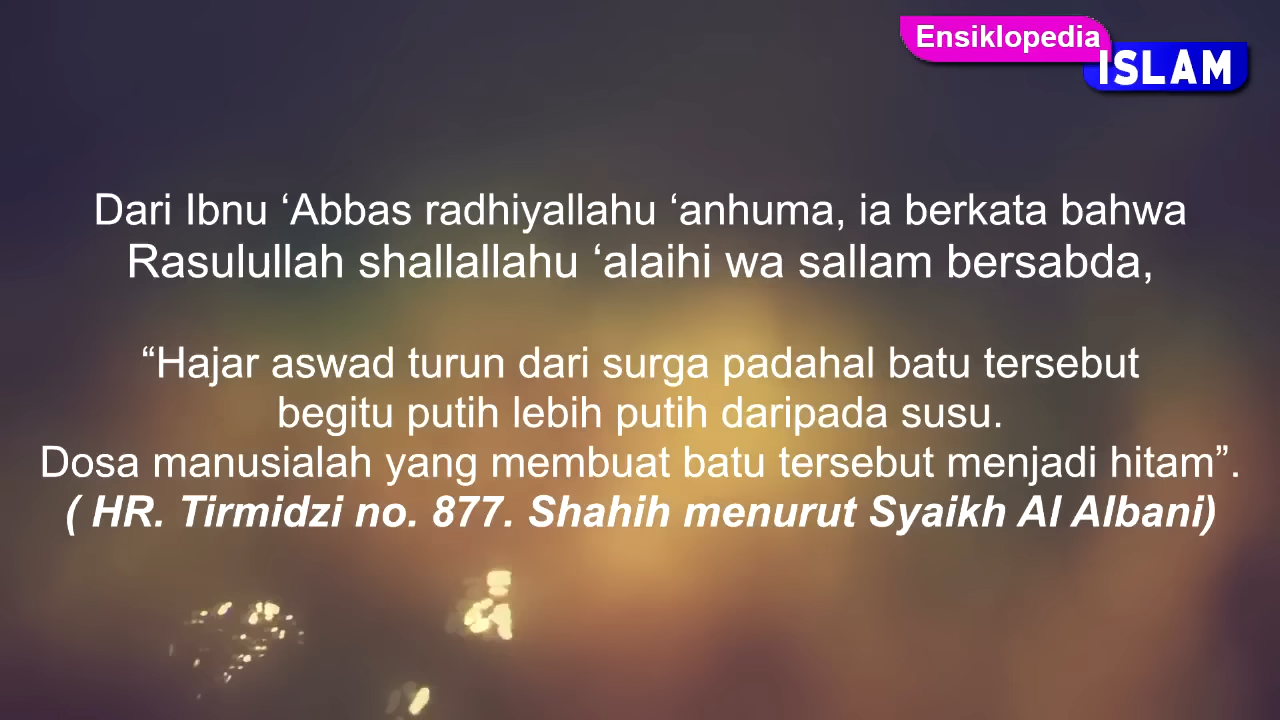 Ensiklopedia
ISLAM
Dari Ibnu ‘Abbas radhiyallahu ‘anhuma, ia berkata bahwa
Rasulullah shallallahu ‘alaihi wa sallam bersabda,
“Hajar aswad turun dari surga padahal batu tersebut
begitu putih lebih putih daripada susu.
Dosa manusialah yang membuat batu tersebut menjadi hitam”.
( HR. Tirmidzi no. 877. Shahih menurut Syaikh Al Albani)